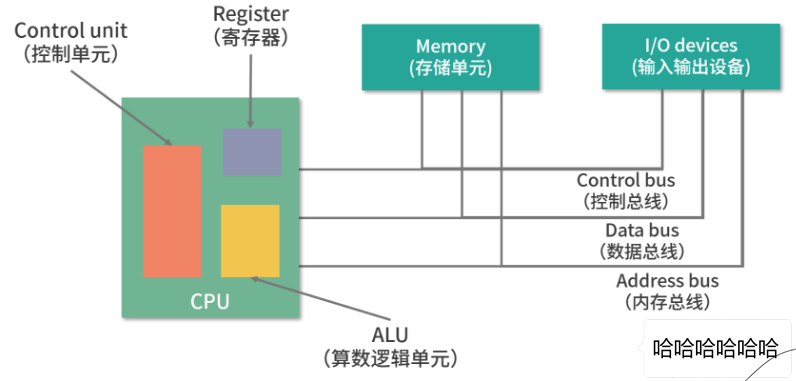 Control unit
（控制单元）
Register
（寄存器）
Memory
(存储单元)
I/O devices
(输入输出设备)
Control bus
（控制总线）
Data bus
（数据总线）
Address bus
（内存总线）
CPU
ALU
（算数逻辑单元）
哈哈哈哈哈哈